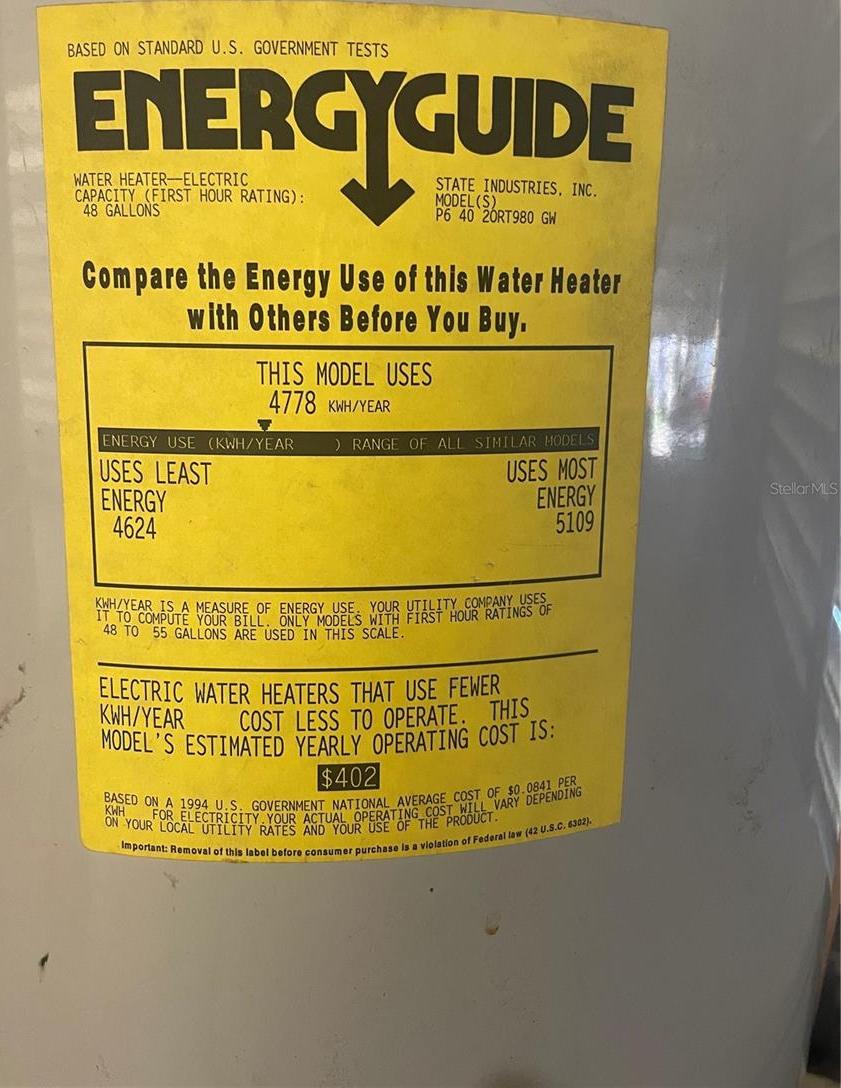 BASED ON STANDARD U.S. GOVERNMENT TESTS
ENERGYGUIDE
WATER HEATER—ELECTRIC
CAPACITY (FIRST HOUR RATING):
48 GALLONS
STATE INDUSTRIES, INC.
MODEL(S)
P6 40 20RT980 GW
Compare the Energy Use of this Water Heater
with Others Before You Buy.
THIS MODEL USES
4778 KWH/YEAR
ENERGY USE (KWH/YEAR ) RANGE OF ALL SIMILAR MODELS
USES LEAST
ENERGY
4624
USES MOST
ENERGY
5109
KWH/YEAR IS A MEASURE OF ENERGY USE. YOUR UTILITY COMPANY USES
IT TO COMPUTE YOUR BILL. ONLY MODELS WITH FIRST HOUR RATINGS OF
48 TO 55 GALLONS ARE USED IN THIS SCALE.
ELECTRIC WATER HEATERS THAT USE FEWER
KWH/YEAR COST LESS TO OPERATE. THIS
MODEL'S ESTIMATED YEARLY OPERATING COST IS:
$402
BASED ON A 1994 U.S. GOVERNMENT NATIONAL AVERAGE COST OF $0.0841 PER
KWH FOR ELECTRICITY.YOUR ACTUAL OPERATING COST WILL VARY DEPENDING
ON YOUR LOCAL UTILITY RATES AND YOUR USE OF THE PRODUCT.
Important: Removal of this label before consumer purchase is a violation of Federal law (42 U.S.C. 6302).
StellarMLS